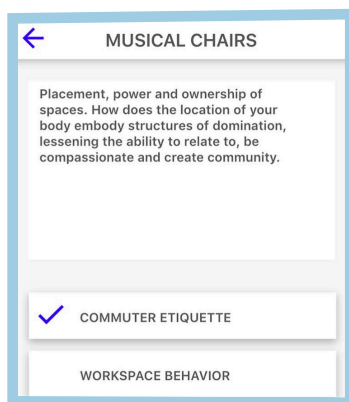 MUSICAL CHAIRS
Placement, power and ownership of
spaces. How does the location of your
body embody structures of domination,
lessening the ability to relate to, be
compassionate and create community.
COMMUTER ETIQUETTE
WORKSPACE BEHAVIOR